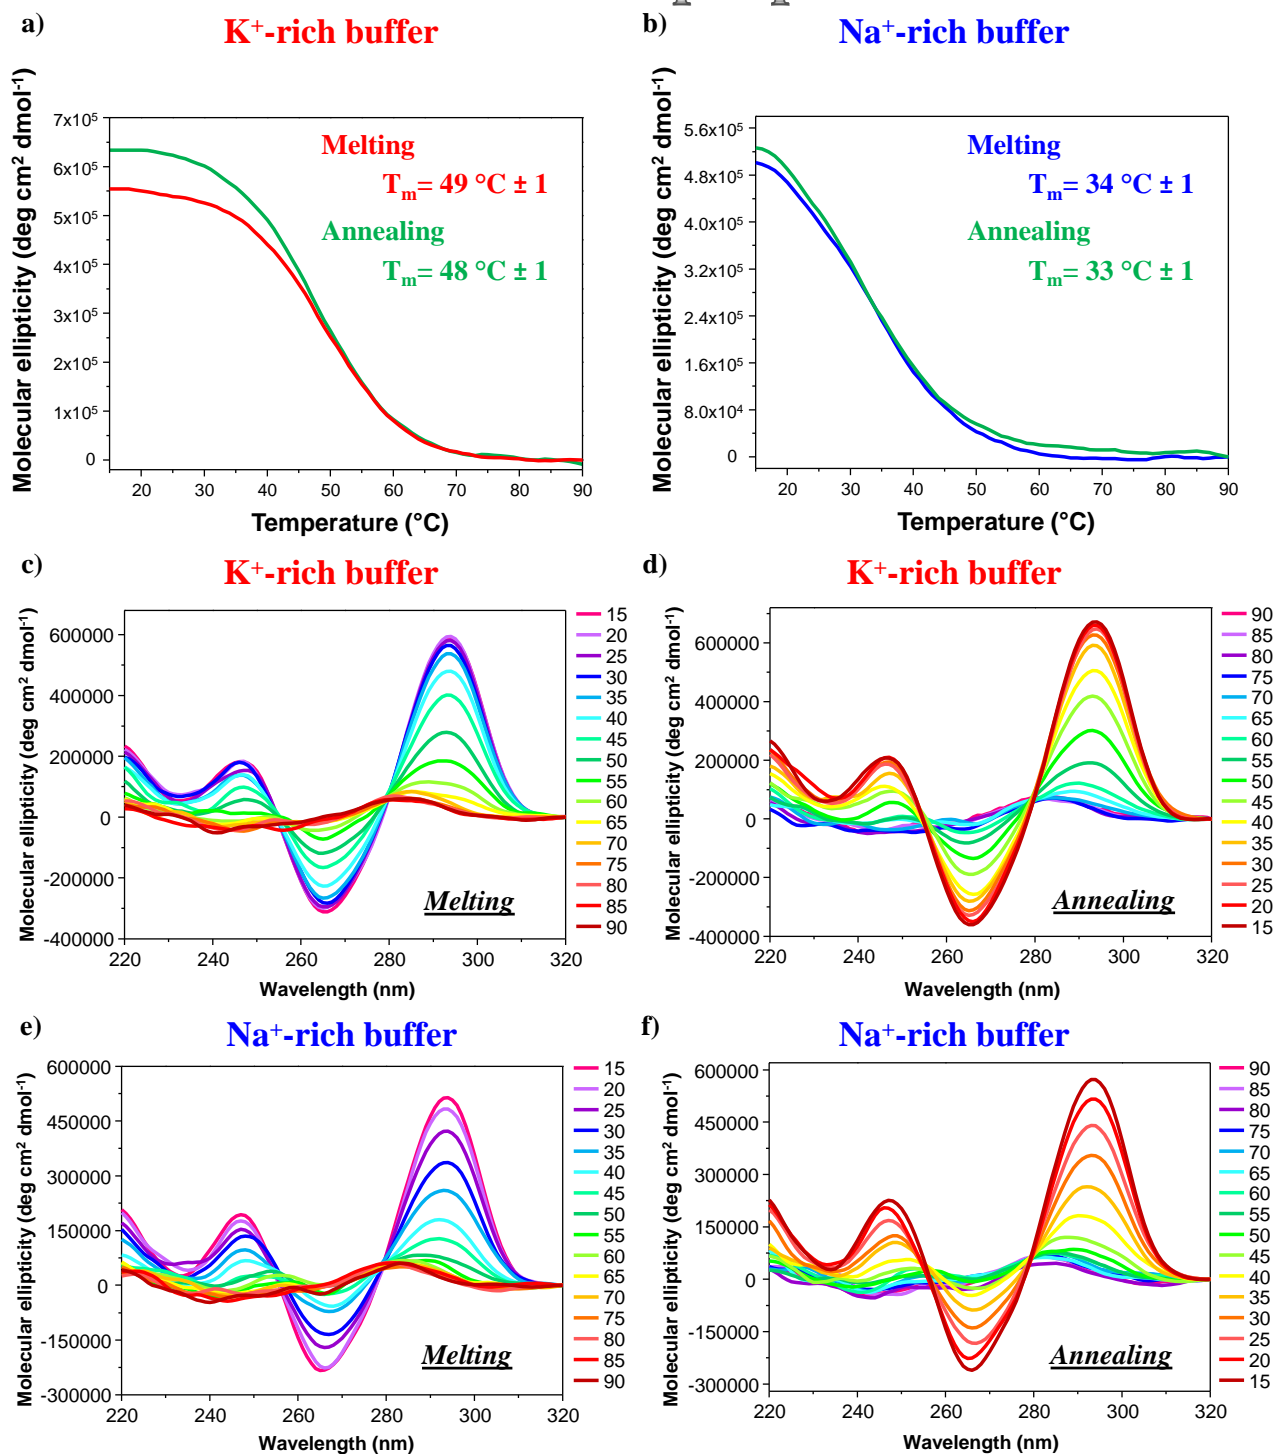 a)
K⁺-rich buffer
b)
Na⁺-rich buffer
Molecular ellipticity (deg cm² dmol⁻¹)
7x10⁵
6x10⁵
5x10⁵
4x10⁵
3x10⁵
2x10⁵
1x10⁵
0
Melting
Tₘ= 49 °C ± 1
Annealing
Tₘ= 48 °C ± 1
20 30 40 50 60 70 80 90
Temperature (°C)
Molecular ellipticity (deg cm² dmol⁻¹)
5.6x10⁵
4.8x10⁵
4.0x10⁵
3.2x10⁵
2.4x10⁵
1.6x10⁵
8.0x10⁴
0
Melting
Tₘ= 34 °C ± 1
Annealing
Tₘ= 33 °C ± 1
20 30 40 50 60 70 80 90
Temperature (°C)
c)
K⁺-rich buffer
d)
K⁺-rich buffer
Molecular ellipticity (deg cm² dmol⁻¹)
600000
400000
200000
0
-200000
-400000
Melting
220 240 260 280 300 320
Wavelength (nm)
15
20
25
30
35
40
45
50
55
60
65
70
75
80
85
90
Molecular ellipticity (deg cm² dmol⁻¹)
600000
400000
200000
0
-200000
-400000
Annealing
220 240 260 280 300 320
Wavelength (nm)
90
85
80
75
70
65
60
55
50
45
40
35
30
25
20
15
e)
Na⁺-rich buffer
f)
Na⁺-rich buffer
Molecular ellipticity (deg cm² dmol⁻¹)
600000
450000
300000
150000
0
-150000
-300000
Melting
220 240 260 280 300 320
Wavelength (nm)
15
20
25
30
35
40
45
50
55
60
65
70
75
80
85
90
Molecular ellipticity (deg cm² dmol⁻¹)
600000
450000
300000
150000
0
-150000
-300000
Annealing
220 240 260 280 300 320
Wavelength (nm)
90
85
80
75
70
65
60
55
50
45
40
35
30
25
20
15